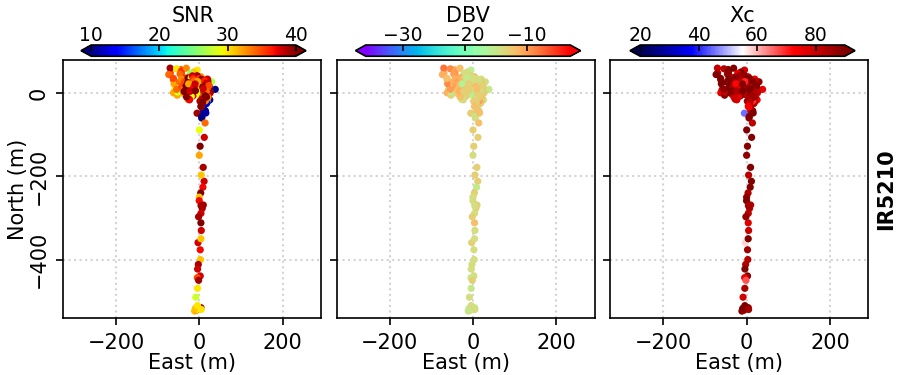 SNR DBV Xc
10 20 30 40 −30 −20 −10 20 40 60 80
0
−200
−400
North (m)
IR5210
−200 0 200 −200 0 200 −200 0 200
East (m) East (m) East (m)